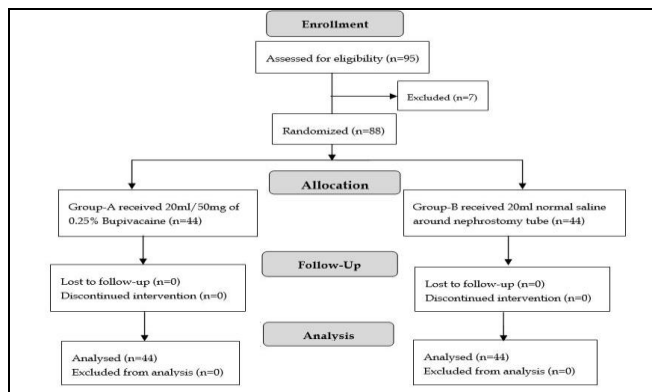 Enrollment
Assessed for eligibility (n=95)
Excluded (n=7)
Randomized (n=88)
Allocation
Group-A received 20ml/50mg of
0.25% Bupivacaine (n=44)
Group-B received 20ml normal saline
around nephrostomy tube (n=44)
Follow-Up
Lost to follow-up (n=0)
Discontinued intervention (n=0)
Lost to follow-up (n=0)
Discontinued intervention (n=0)
Analysis
Analysed (n=44)
Excluded from analysis (n=0)
Analysed (n=44)
Excluded from analysis (n=0)